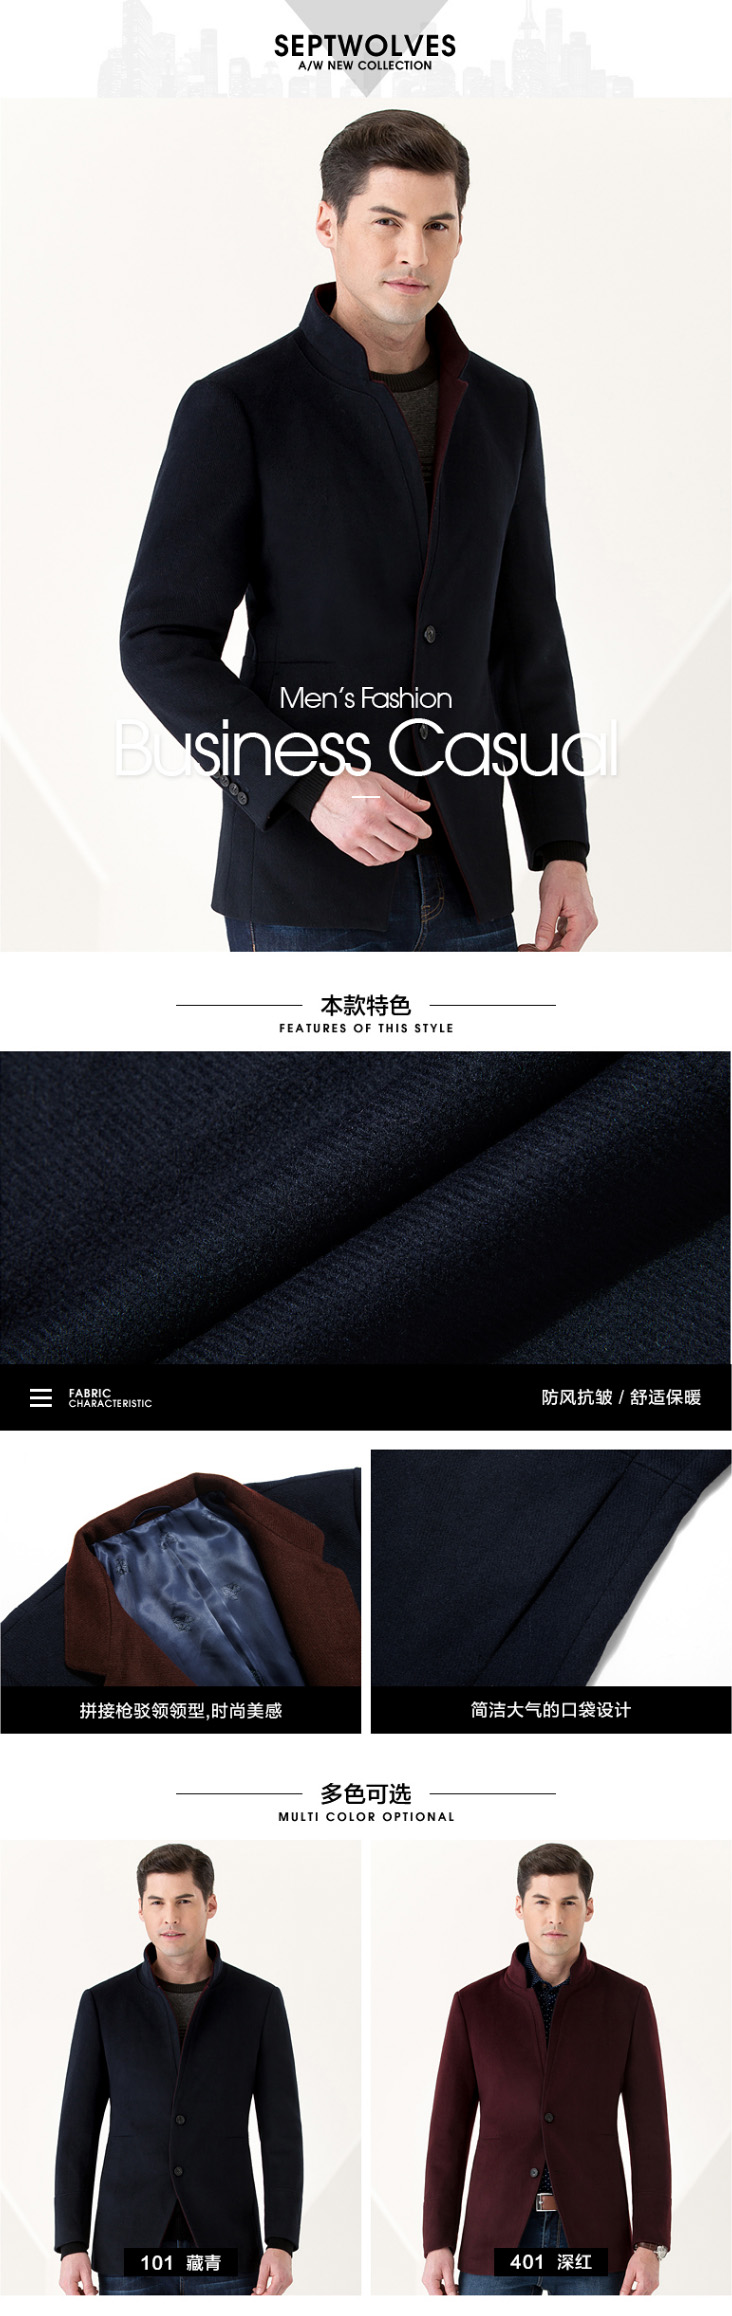 SEPTWOLVES
A/W NEW COLLECTION
Men's Fashion
Business Casual
本款特色
FEATURES OF THIS STYLE
FABRIC
CHARACTERISTIC
防风抗皱 / 舒适保暖
拼接枪驳领领型,时尚美感
简洁大气的口袋设计
多色可选
MULTI COLOR OPTIONAL
101 藏青
401 深红